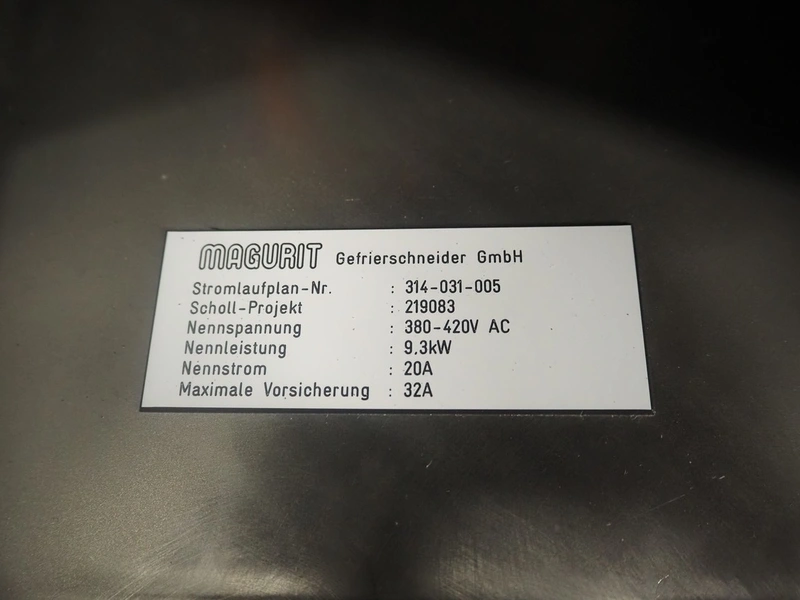 MAGURIT Gefrierschneider GmbH
Stromlaufplan-Nr. : 314-031-005
Scholl-Projekt : 219083
Nennspannung : 380-420V AC
Nennleistung : 9,3kW
Nennstrom : 20A
Maximale Vorsicherung : 32A